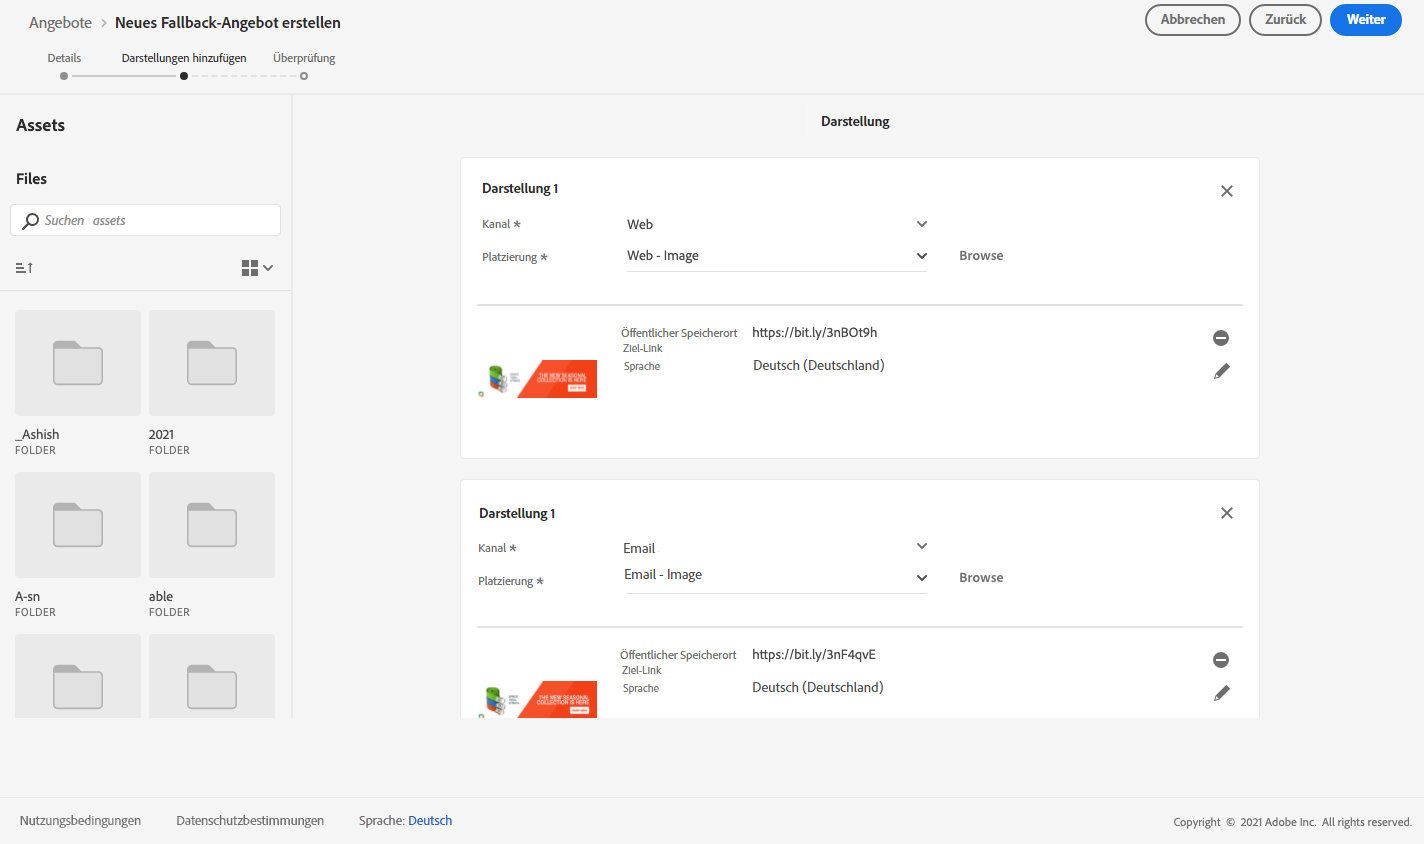 Angebote › Neues Fallback-Angebot erstellen
Abbrechen
Zurück
Weiter
Details
Darstellungen hinzufügen
Überprüfung
Assets
Files
Suchen assets
_Ashish
FOLDER
2021
FOLDER
A-sn
FOLDER
able
FOLDER
Darstellung
Darstellung 1
Kanal *
Web
Platzierung *
Web - Image
Browse
THE NEW SEASONAL
COLLECTION IS HERE
Öffentlicher Speicherort
https://bit.ly/3nBOt9h
Ziel-Link
Sprache
Deutsch (Deutschland)
Darstellung 1
Kanal *
Email
Platzierung *
Email - Image
Browse
THE NEW SEASONAL
COLLECTION IS HERE
Öffentlicher Speicherort
https://bit.ly/3nF4qvE
Ziel-Link
Sprache
Deutsch (Deutschland)
Nutzungsbedingungen
Datenschutzbestimmungen
Sprache: Deutsch
Copyright © 2021 Adobe Inc. All rights reserved.